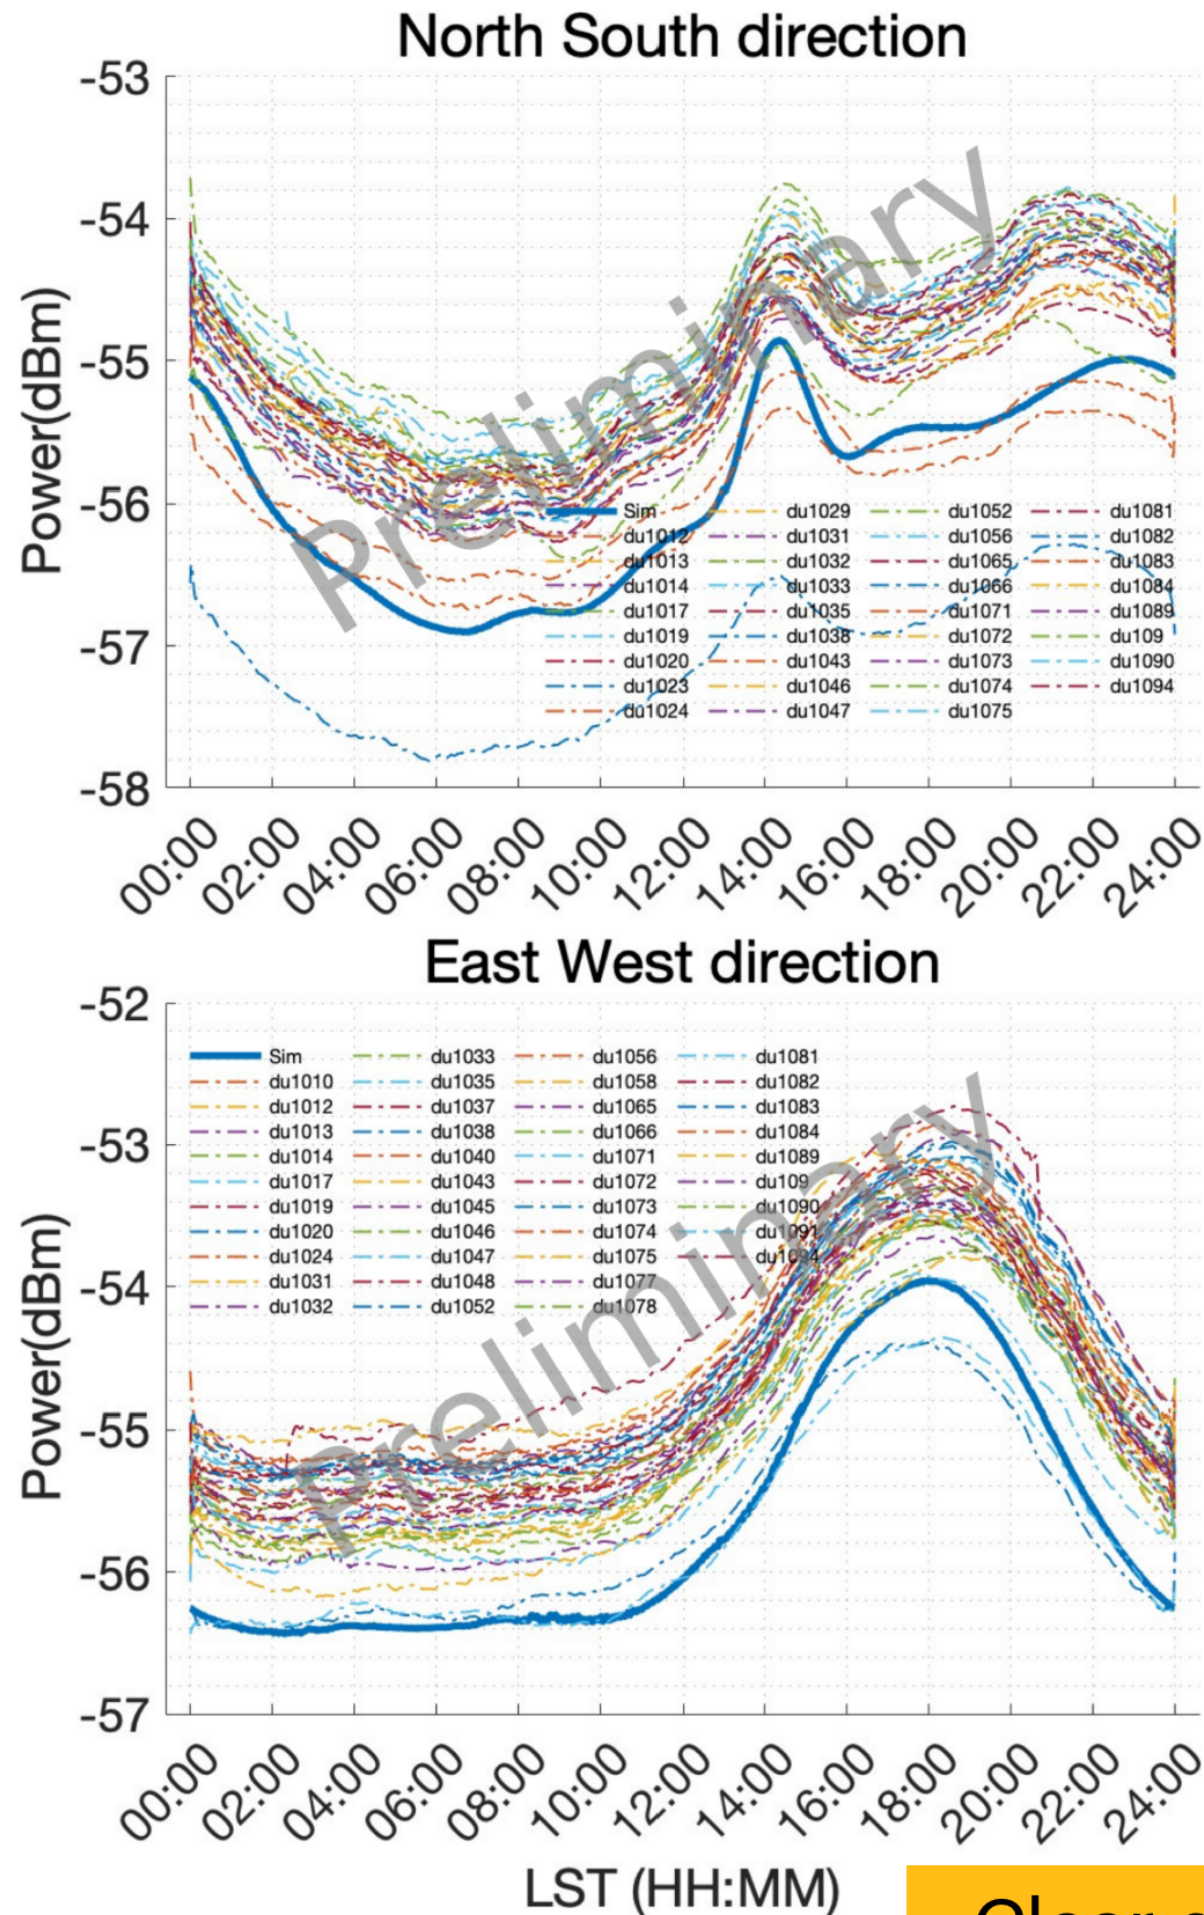 North South direction
-53
-54
-55
-56
-57
-58
Power(dBm)
Preliminary
Sim du1029 du1052 du1081
du1012 du1031 du1056 du1082
du1013 du1032 du1065 du1083
du1014 du1033 du1066 du1084
du1017 du1035 du1071 du1089
du1019 du1038 du1072 du109
du1020 du1043 du1073 du1090
du1023 du1046 du1074 du1094
du1024 du1047 du1075
00:00 02:00 04:00 06:00 08:00 10:00 12:00 14:00 16:00 18:00 20:00 22:00 24:00
East West direction
-52
-53
-54
-55
-56
-57
Power(dBm)
Preliminary
Sim du1033 du1056 du1081
du1010 du1035 du1058 du1082
du1012 du1037 du1065 du1083
du1013 du1038 du1066 du1084
du1014 du1040 du1071 du1089
du1017 du1043 du1072 du109
du1019 du1045 du1073 du1090
du1020 du1046 du1074 du1091
du1024 du1047 du1075 du1094
du1031 du1048 du1077
du1032 du1052 du1078
00:00 02:00 04:00 06:00 08:00 10:00 12:00 14:00 16:00 18:00 20:00 22:00 24:00
LST (HH:MM)